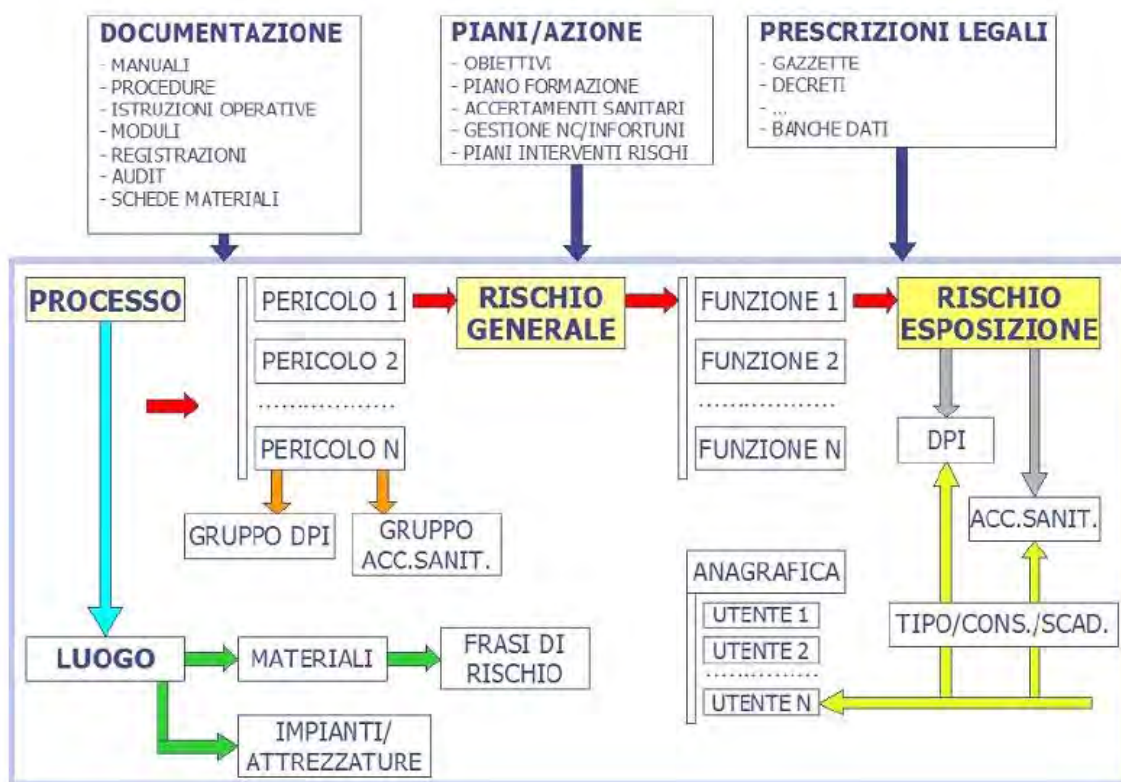 DOCUMENTAZIONE
- MANUALI
- PROCEDURE
- ISTRUZIONI OPERATIVE
- MODULI
- REGISTRAZIONI
- AUDIT
- SCHEDE MATERIALI
PIANI/AZIONE
- OBIETTIVI
- PIANO FORMAZIONE
- ACCERTAMENTI SANITARI
- GESTIONE NC/INFORTUNI
- PIANI INTERVENTI RISCHI
PRESCRIZIONI LEGALI
- GAZZETTE
- DECRETI
- ...
- BANCHE DATI
PROCESSO
PERICOLO 1
PERICOLO 2
...................
PERICOLO N
RISCHIO
GENERALE
FUNZIONE 1
FUNZIONE 2
...................
FUNZIONE N
RISCHIO
ESPOSIZIONE
DPI
ACC.SANIT.
GRUPPO DPI
GRUPPO
ACC.SANIT.
ANAGRAFICA
UTENTE 1
UTENTE 2
...................
UTENTE N
TIPO/CONS./SCAD.
LUOGO
MATERIALI
FRASI DI
RISCHIO
IMPIANTI/
ATTREZZATURE